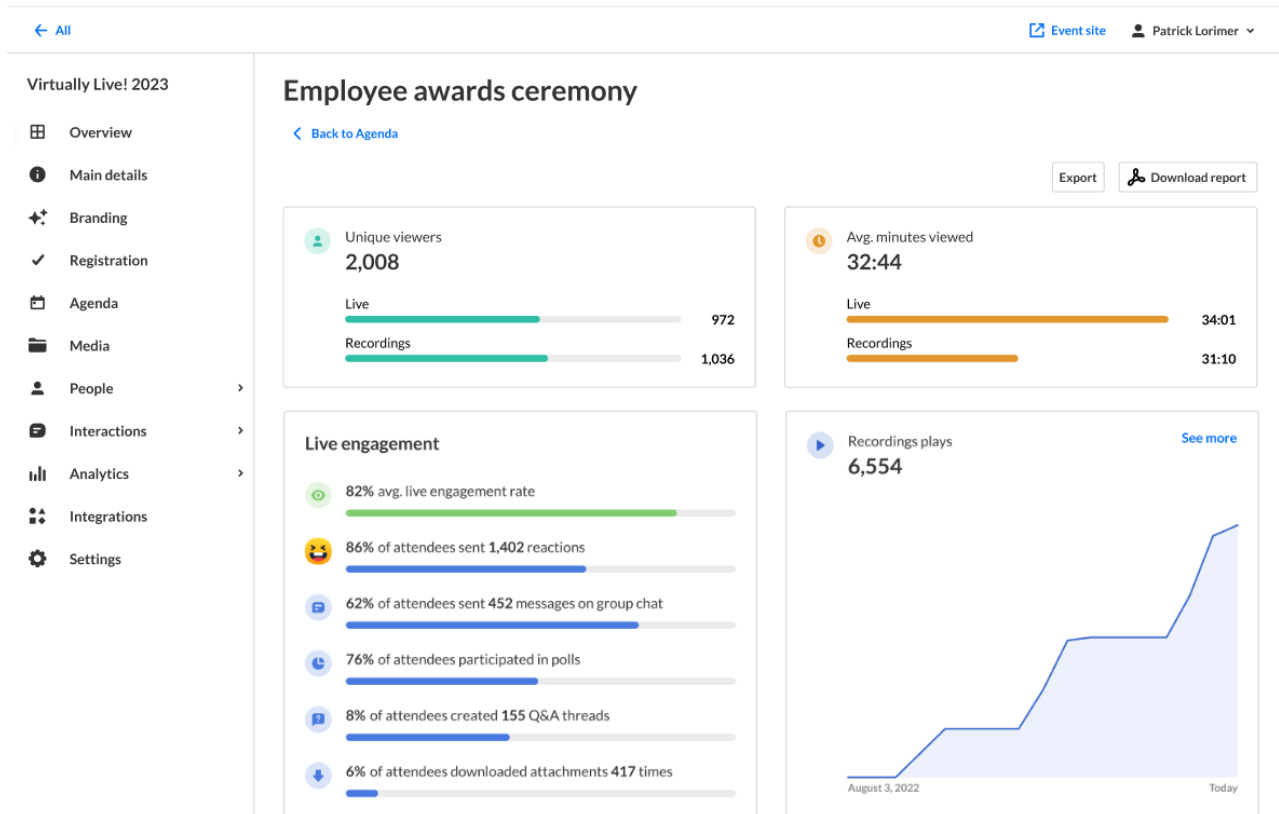 All
Event site
Patrick Lorimer
Virtually Live! 2023
Overview
Main details
Branding
Registration
Agenda
Media
People
Interactions
Analytics
Integrations
Settings
Employee awards ceremony
Back to Agenda
Export
Download report
Unique viewers
2,008
Live
972
Recordings
1,036
Avg. minutes viewed
32:44
Live
34:01
Recordings
31:10
Live engagement
82% avg. live engagement rate
86% of attendees sent 1,402 reactions
62% of attendees sent 452 messages on group chat
76% of attendees participated in polls
8% of attendees created 155 Q&A threads
6% of attendees downloaded attachments 417 times
Recordings plays
See more
6,554
August 3, 2022
Today